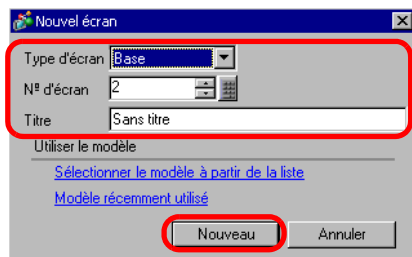 Nouvel écran
Type d'écran Base
Nº d'écran 2
Titre Sans titre
Utiliser le modèle
Sélectionner le modèle à partir de la liste
Modèle récemment utilisé
Nouveau Annuler